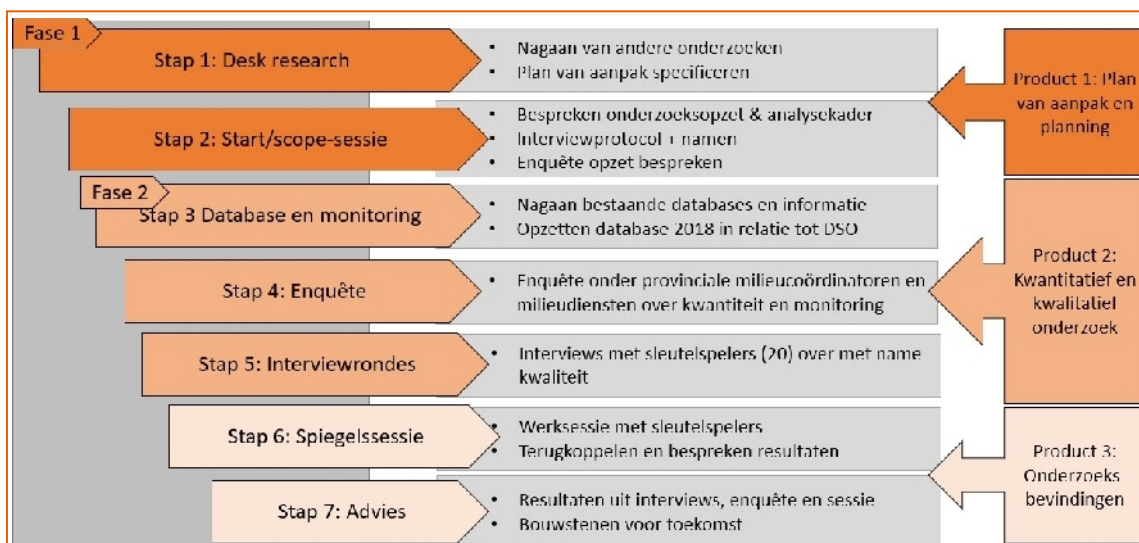 Fase 1
Stap 1: Desk research
• Nagaan van andere onderzoeken
• Plan van aanpak specificeren
Stap 2: Start/scope-sessie
• Bespreken onderzoeksopzet & analysekader
• Interviewprotocol + namen
• Enquête opzet bespreken
Product 1: Plan
van aanpak en
planning
Fase 2
Stap 3 Database en monitoring
• Nagaan bestaande databases en informatie
• Opzetten database 2018 in relatie tot DSO
Stap 4: Enquête
• Enquête onder provinciale milieucoördinatoren en
milieudiensten over kwantiteit en monitoring
Stap 5: Interviewrondes
• Interviews met sleutelspelers (20) over met name
kwaliteit
Product 2:
Kwantitatief en
kwalitatief
onderzoek
Stap 6: Spiegelssessie
• Werksessie met sleutelspelers
• Terugkoppelen en bespreken resultaten
Stap 7: Advies
• Resultaten uit interviews, enquête en sessie
• Bouwstenen voor toekomst
Product 3:
Onderzoeks
bevindingen